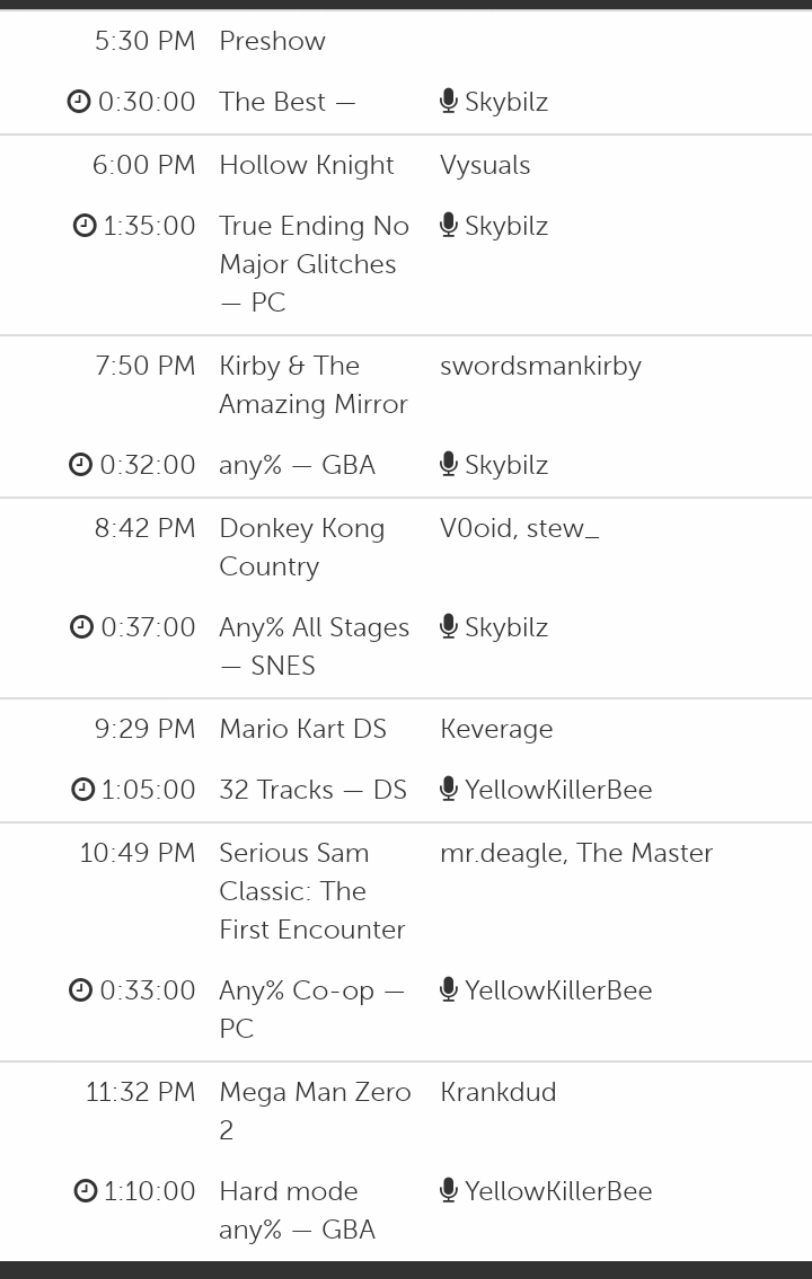 5:30 PM Preshow
0:30:00 The Best — Skybilz
6:00 PM Hollow Knight Vysuals
1:35:00 True Ending No Skybilz
Major Glitches
— PC
7:50 PM Kirby & The swordsmankirby
Amazing Mirror
0:32:00 any% — GBA Skybilz
8:42 PM Donkey Kong V0oid, stew_
Country
0:37:00 Any% All Stages Skybilz
— SNES
9:29 PM Mario Kart DS Keverage
1:05:00 32 Tracks — DS YellowKillerBee
10:49 PM Serious Sam mr.deagle, The Master
Classic: The
First Encounter
0:33:00 Any% Co-op — YellowKillerBee
PC
11:32 PM Mega Man Zero Krankdud
2
1:10:00 Hard mode YellowKillerBee
any% — GBA